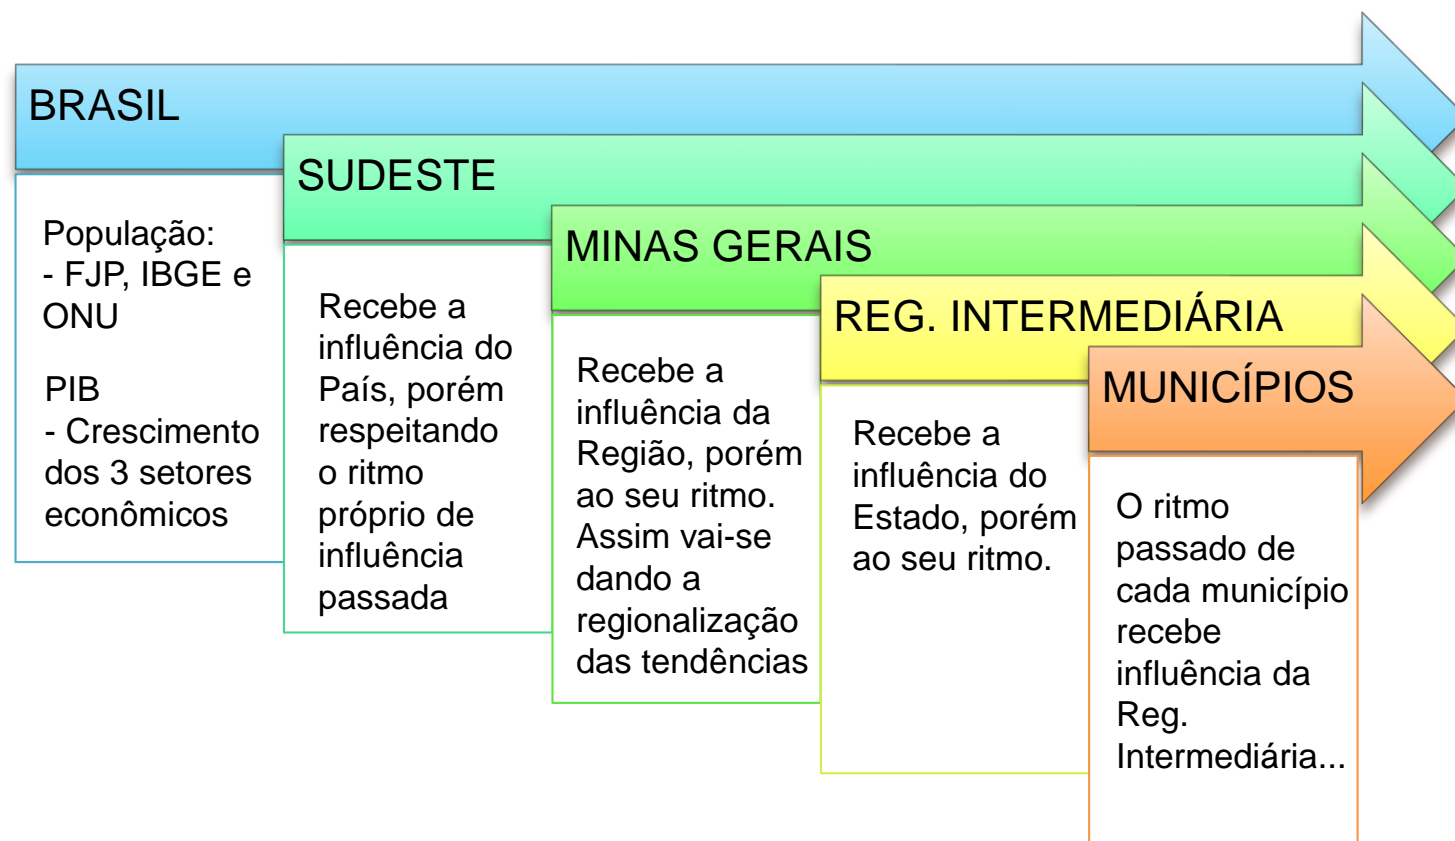 BRASIL
Populaçāo:
- FJP, IBGE e
ONU
PIB
- Crescimento
dos 3 setores
econômicos
SUDESTE
Recebe a
influência do
País, porém
respeitando
o ritmo
próprio de
influência
passada
MINAS GERAIS
Recebe a
influência da
Região, porém
ao seu ritmo.
Assim vai-se
dando a
regionalização
das tendências
REG. INTERMEDIÁRIA
Recebe a
influência do
Estado, porém
ao seu ritmo.
MUNICÍPIOS
O ritmo
passado de
cada município
recebe
influência da
Reg.
Intermediária...